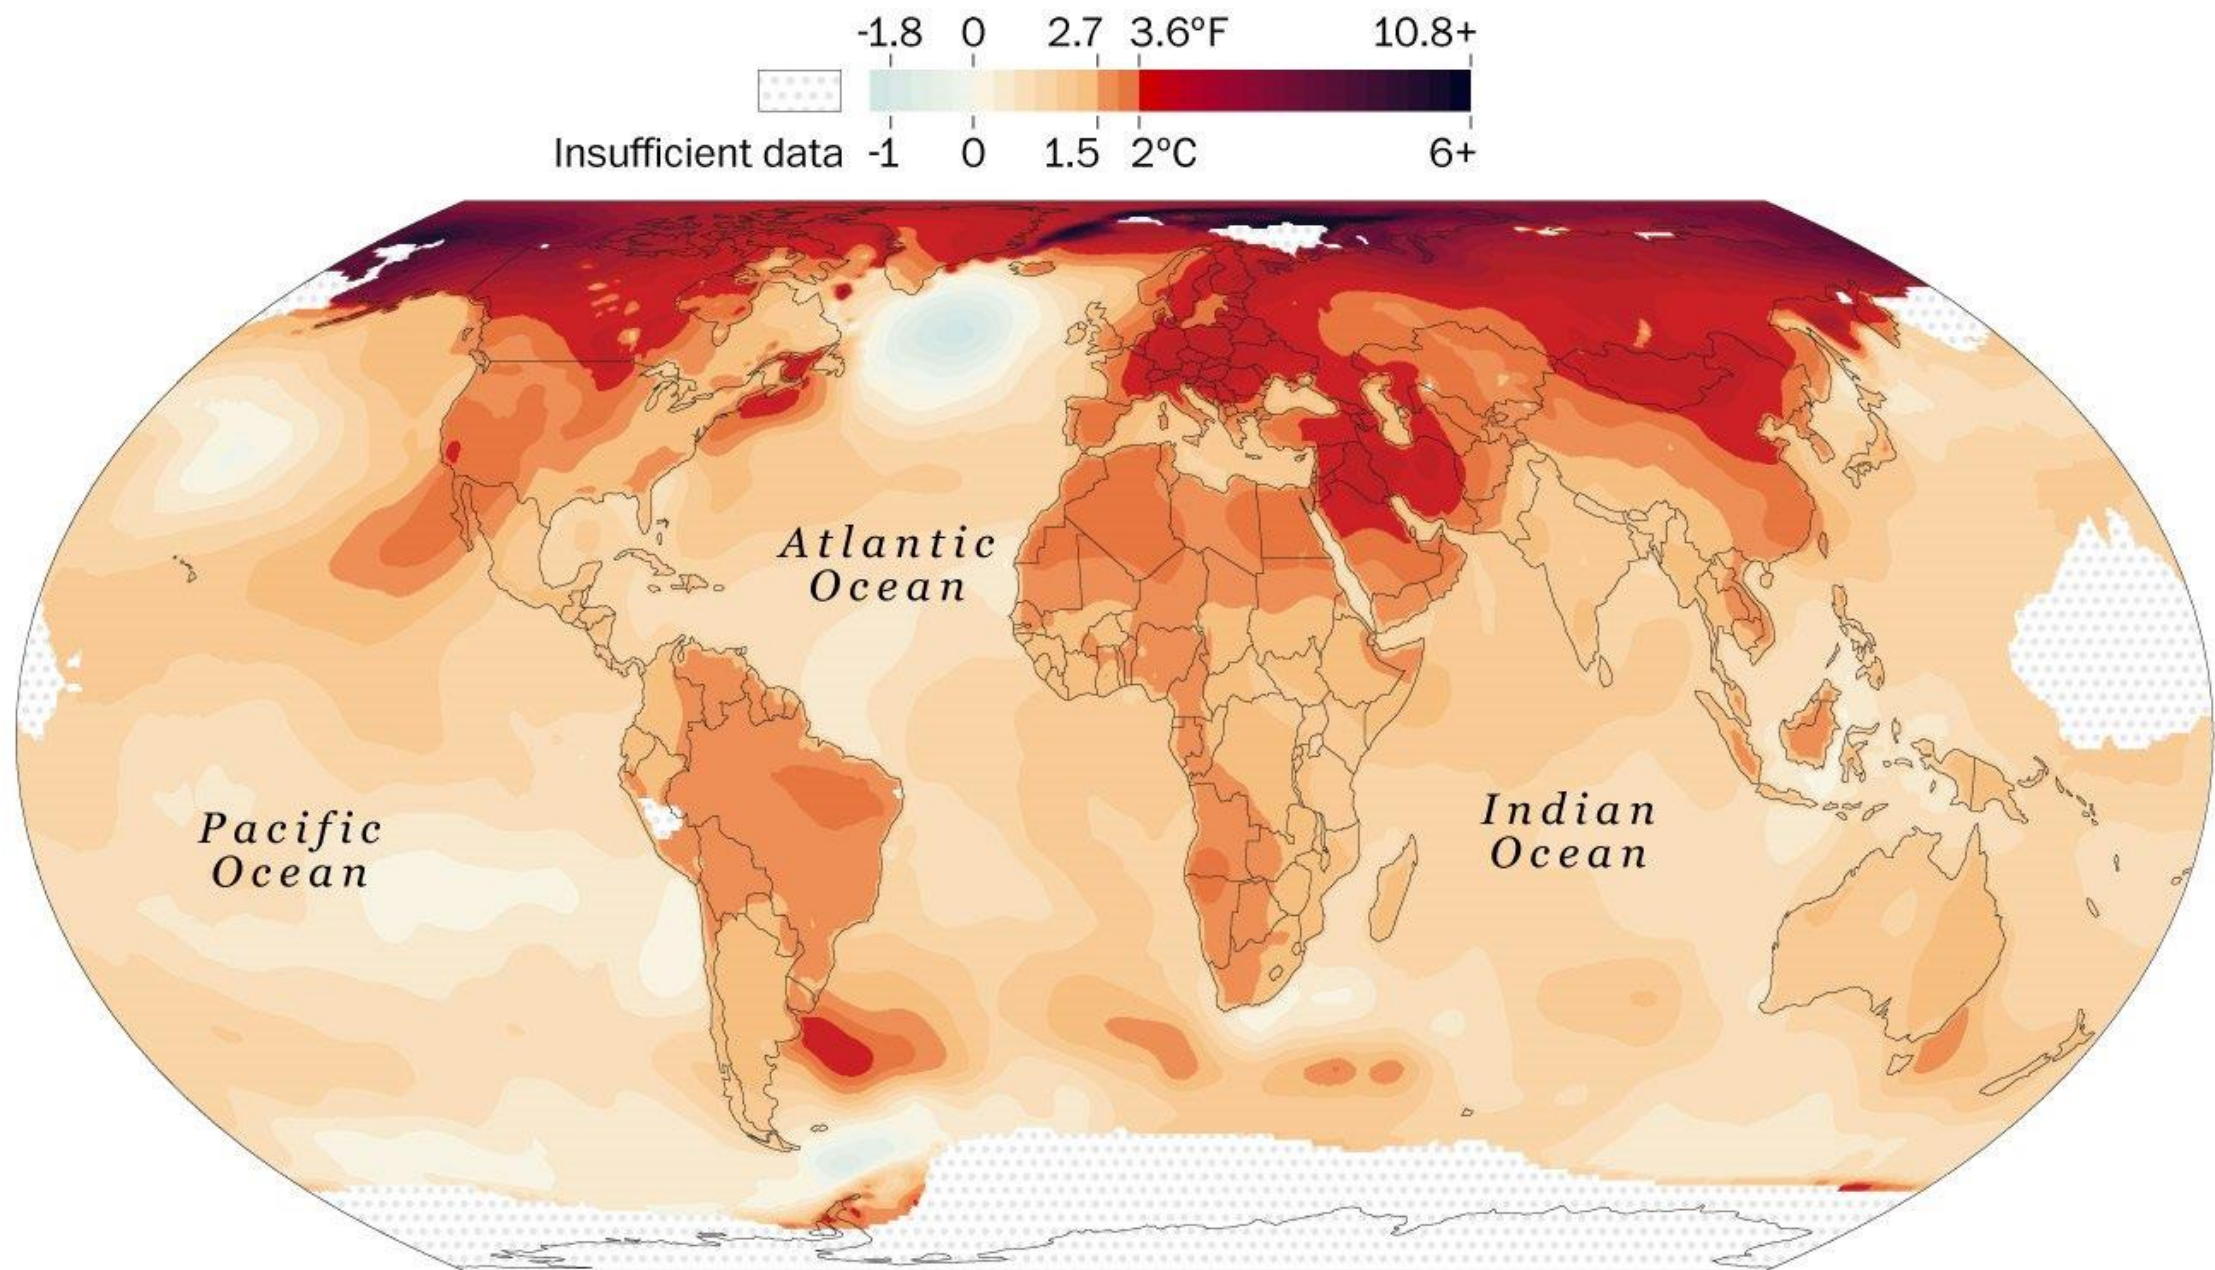 -1.8 0 2.7 3.6°F 10.8+
Insufficient data -1 0 1.5 2°C 6+
Atlantic
Ocean
Pacific
Ocean
Indian
Ocean